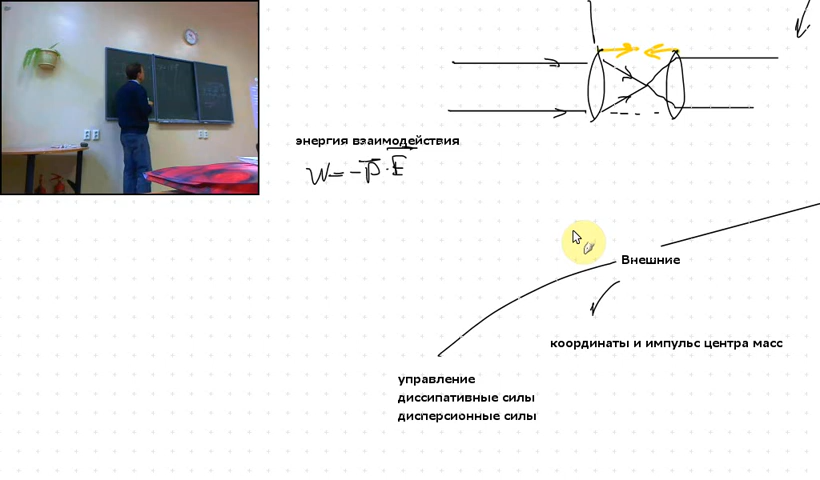 энергия взаимодействия
W = -p̅·E̅
Внешние
координаты и импульс центра масс
управление
диссипативные силы
дисперсионные силы